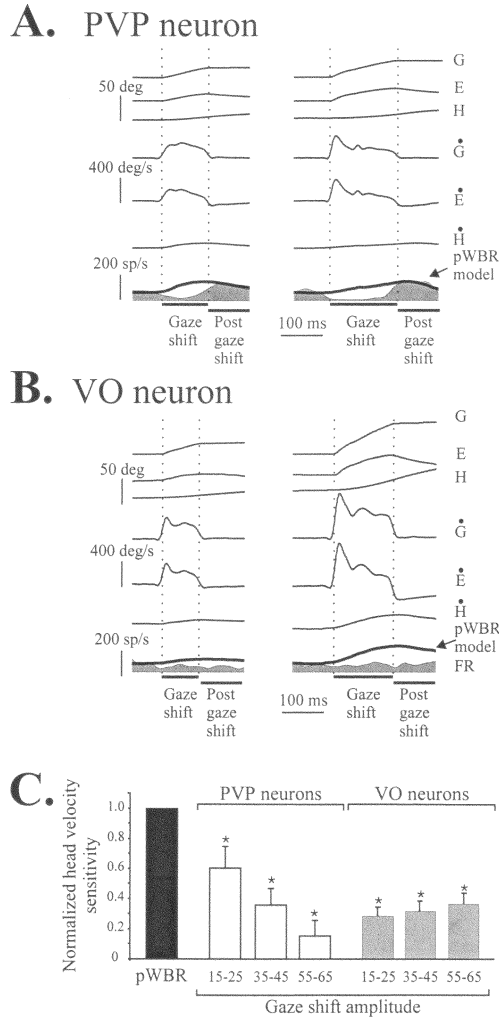 A. PVP neuron
G
50 deg
E
H
Ġ
400 deg/s
Ė
Ḣ
200 sp/s
pWBR
model
Gaze
shift
Post
gaze
shift
100 ms
Gaze
shift
Post
gaze
shift
B. VO neuron
G
E
50 deg
H
Ġ
400 deg/s
Ė
Ḣ
200 sp/s
pWBR
model
FR
Gaze
shift
Post
gaze
shift
100 ms
Gaze
shift
Post
gaze
shift
C.
PVP neurons VO neurons
Normalized head velocity
sensitivity
1.0
0.8
0.6
0.4
0.2
0
* * * * * *
pWBR 15-25 35-45 55-65 15-25 35-45 55-65
Gaze shift amplitude